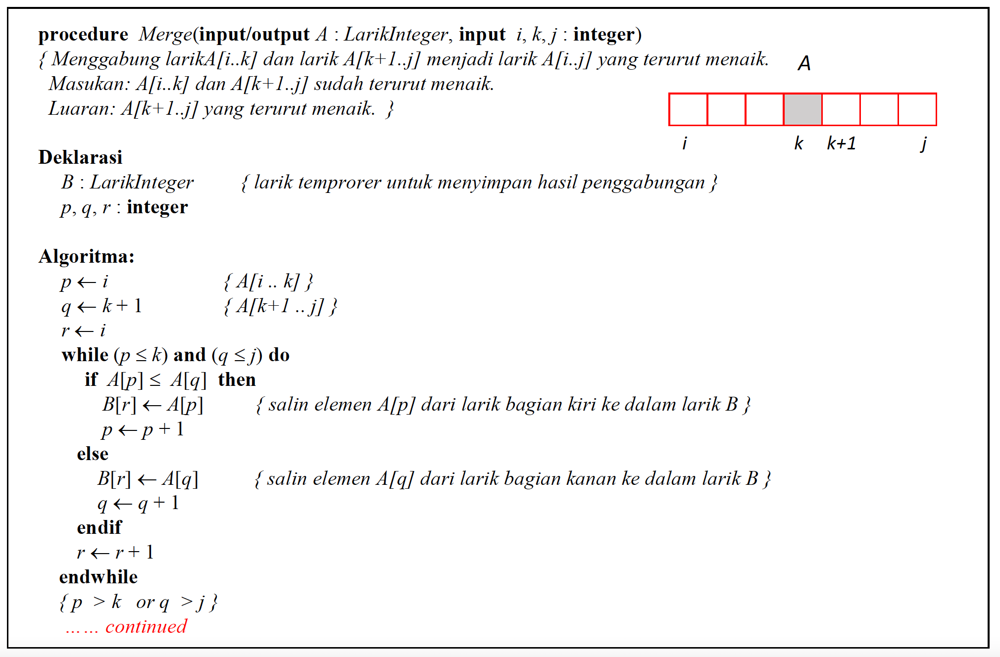 procedure Merge(input/output A : LarikInteger, input i, k, j : integer)
{ Menggabung larikA[i..k] dan larik A[k+1..j] menjadi larik A[i..j] yang terurut menaik.
Masukan: A[i..k] dan A[k+1..j] sudah terurut menaik.
Luaran: A[k+1..j] yang terurut menaik. }
A
i k k+1 j
Deklarasi
B : LarikInteger { larik temprorer untuk menyimpan hasil penggabungan }
p, q, r : integer
Algoritma:
p ← i { A[i .. k] }
q ← k + 1 { A[k+1 .. j] }
r ← i
while (p ≤ k) and (q ≤ j) do
if A[p] ≤ A[q] then
B[r] ← A[p] { salin elemen A[p] dari larik bagian kiri ke dalam larik B }
p ← p + 1
else
B[r] ← A[q] { salin elemen A[q] dari larik bagian kanan ke dalam larik B }
q ← q + 1
endif
r ← r + 1
endwhile
{ p > k or q > j }
…… continued